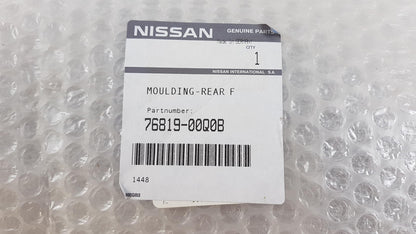 NISSAN
GENUINE PARTS
QTY
1
NISSAN INTERNATIONAL S.A.
MOULDING-REAR F
Partnumber:
76819-00Q0B
1448